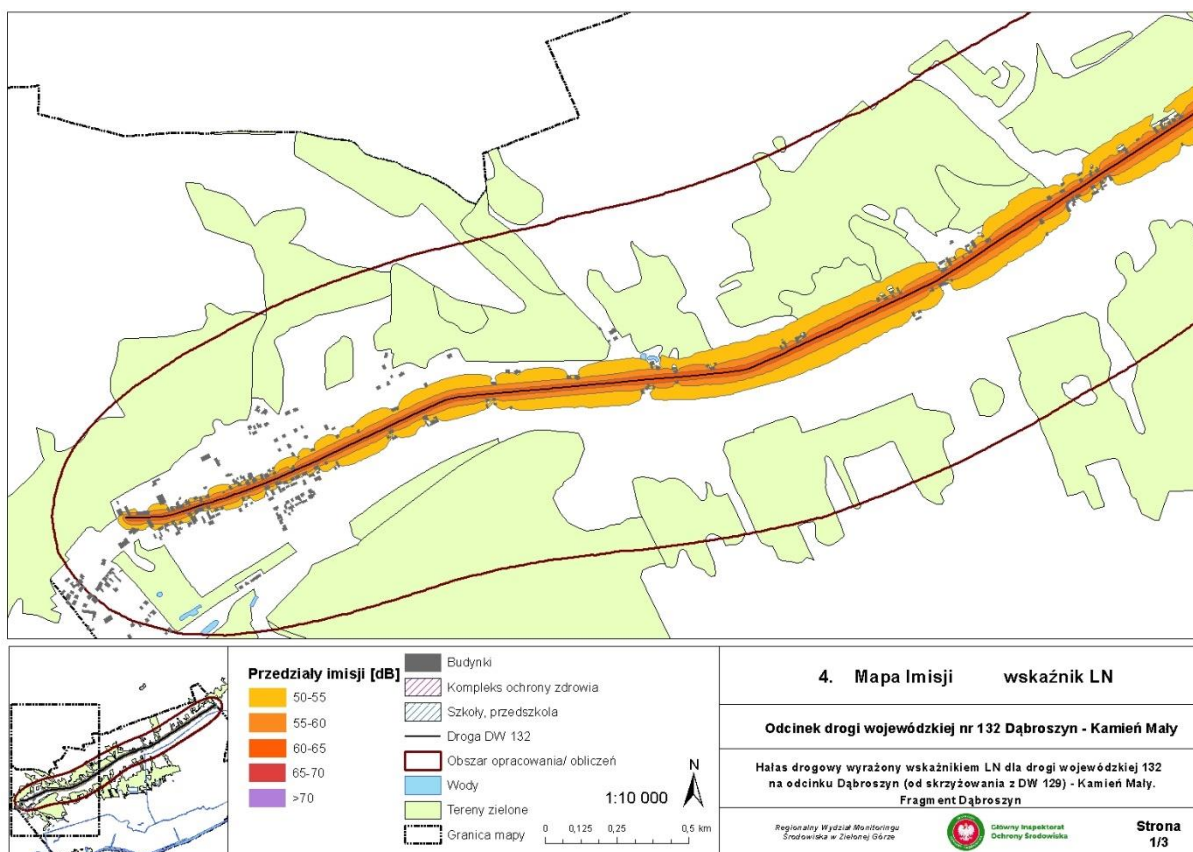 Przedziały imisji [dB]
50-55
55-60
60-65
65-70
>70
Budynki
Kompleks ochrony zdrowia
Szkoły, przedszkola
Droga DW 132
Obszar opracowania/ obliczeń
Wody
Tereny zielone
Granica mapy
1:10 000
N
0 0,125 0,25 0,5 km
4. Mapa Imisji wskaźnik LN
Odcinek drogi wojewódzkiej nr 132 Dąbroszyn - Kamień Mały
Hałas drogowy wyrażony wskaźnikiem LN dla drogi wojewódzkiej 132
na odcinku Dąbroszyn (od skrzyżowania z DW 129) - Kamień Mały.
Fragment Dąbroszyn
Regionalny Wydział Monitoringu
Środowiska w Zielonej Górze
Główny Inspektorat
Ochrony Środowiska
Strona
1/3